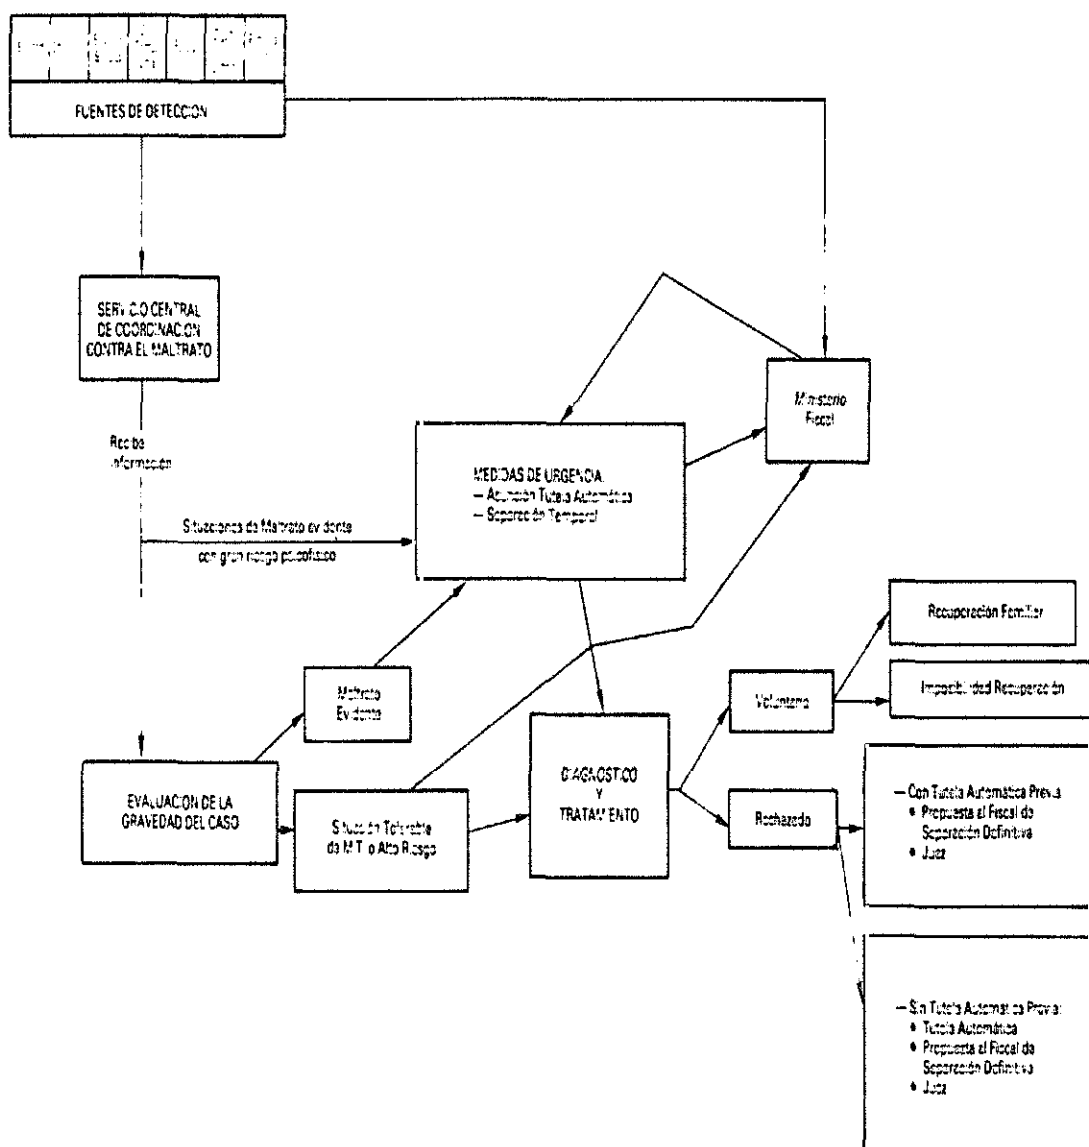 FUENTES DE DETECCION
SERVICIO CENTRAL
DE COORDINACION
CONTRA EL MALTRATO
Ministerio
Fiscal
Recibe
información
MEDIDAS DE URGENCIA:
— Asunción Tutela Automática
— Separación Temporal
Situaciones de Maltrato evidente
con gran riesgo psicofísico
Recuperación Familiar
Maltrato
Evidente
Voluntario
Imposibilidad Recuperación
EVALUACION DE LA
GRAVEDAD DEL CASO
Situación Tolerable
de M.T. o Alto Riesgo
DIAGNOSTICO
Y
TRATAMIENTO
Rechazado
— Con Tutela Automática Previa:
• Propuesta al Fiscal de
Separación Definitiva
• Juez
— Sin Tutela Automática Previa:
• Tutela Automática
• Propuesta al Fiscal de
Separación Definitiva
• Juez